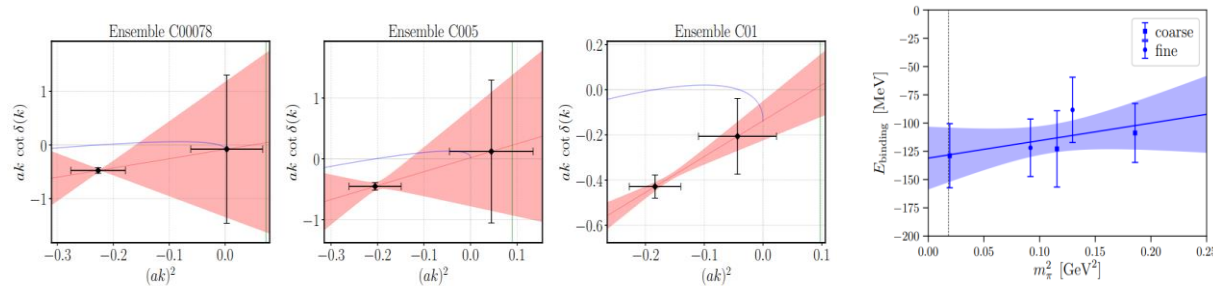 Ensemble C00078
ak cot δ(k)
1
0
−1
−0.3 −0.2 −0.1 0.0
(ak)²
Ensemble C005
1
0
−1
−0.3 −0.2 −0.1 0.0 0.1
(ak)²
Ensemble C01
ak cot δ(k)
0.2
0.0
−0.2
−0.4
−0.6
−0.3 −0.2 −0.1 0.0 0.1
(ak)²
E_binding [MeV]
0
−25
−50
−75
−100
−125
−150
−175
−200
coarse
fine
0.00 0.05 0.10 0.15 0.20 0.25
m_π² [GeV²]